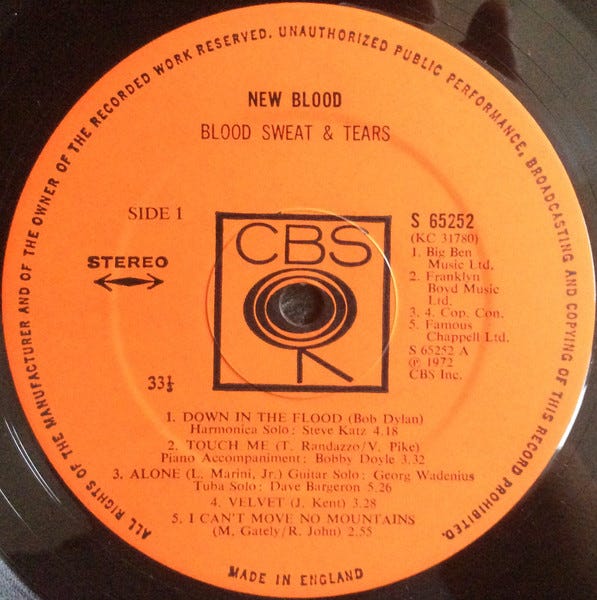 ALL RIGHTS OF THE MANUFACTURER AND OF THE OWNER OF THE RECORDED WORK RESERVED. UNAUTHORIZED PUBLIC PERFORMANCE, BROADCASTING AND COPYING OF THIS RECORD PROHIBITED.
NEW BLOOD
BLOOD SWEAT & TEARS
SIDE 1
STEREO
33⅓
CBS
S 65252
(KC 31780)
1. Big Ben
Music Ltd.
2. Franklyn
Boyd Music
Ltd.
3. 4. Cop. Con.
5. Famous
Chappell Ltd.
S 65252 A
℗ 1972
CBS Inc.
1. DOWN IN THE FLOOD (Bob Dylan)
Harmonica Solo: Steve Katz 4.18
2. TOUCH ME (T. Randazzo/V. Pike)
Piano Accompaniment: Bobby Doyle 3.32
3. ALONE (L. Marini, Jr.) Guitar Solo: Georg Wadenius
Tuba Solo: Dave Bargeron 5.26
4. VELVET (J. Kent) 3.28
5. I CAN'T MOVE NO MOUNTAINS
(M. Gately/R. John) 2.55
MADE IN ENGLAND